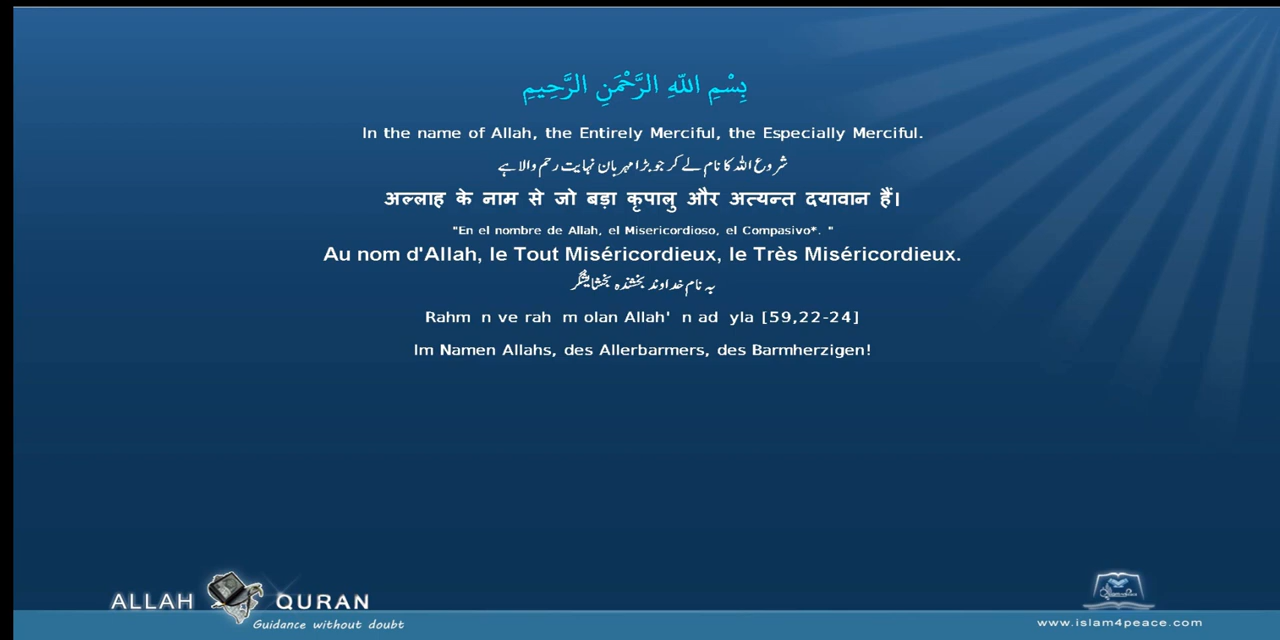 بِسْمِ اللّهِ الرَّحْمَنِ الرَّحِيمِ
In the name of Allah, the Entirely Merciful, the Especially Merciful.
شروع اللہ کا نام لے کر جو بڑا مہربان نہایت رحم والا ہے
अल्लाह के नाम से जो बड़ा कृपालु और अत्यन्त दयावान हैं।
"En el nombre de Allah, el Misericordioso, el Compasivo*. "
Au nom d'Allah, le Tout Miséricordieux, le Très Miséricordieux.
به نام خداوند بخشنده بخشایشگر
Rahm n ve rah m olan Allah' n ad yla [59,22-24]
Im Namen Allahs, des Allerbarmers, des Barmherzigen!
ALLAH QURAN
Guidance without doubt
www.islam4peace.com